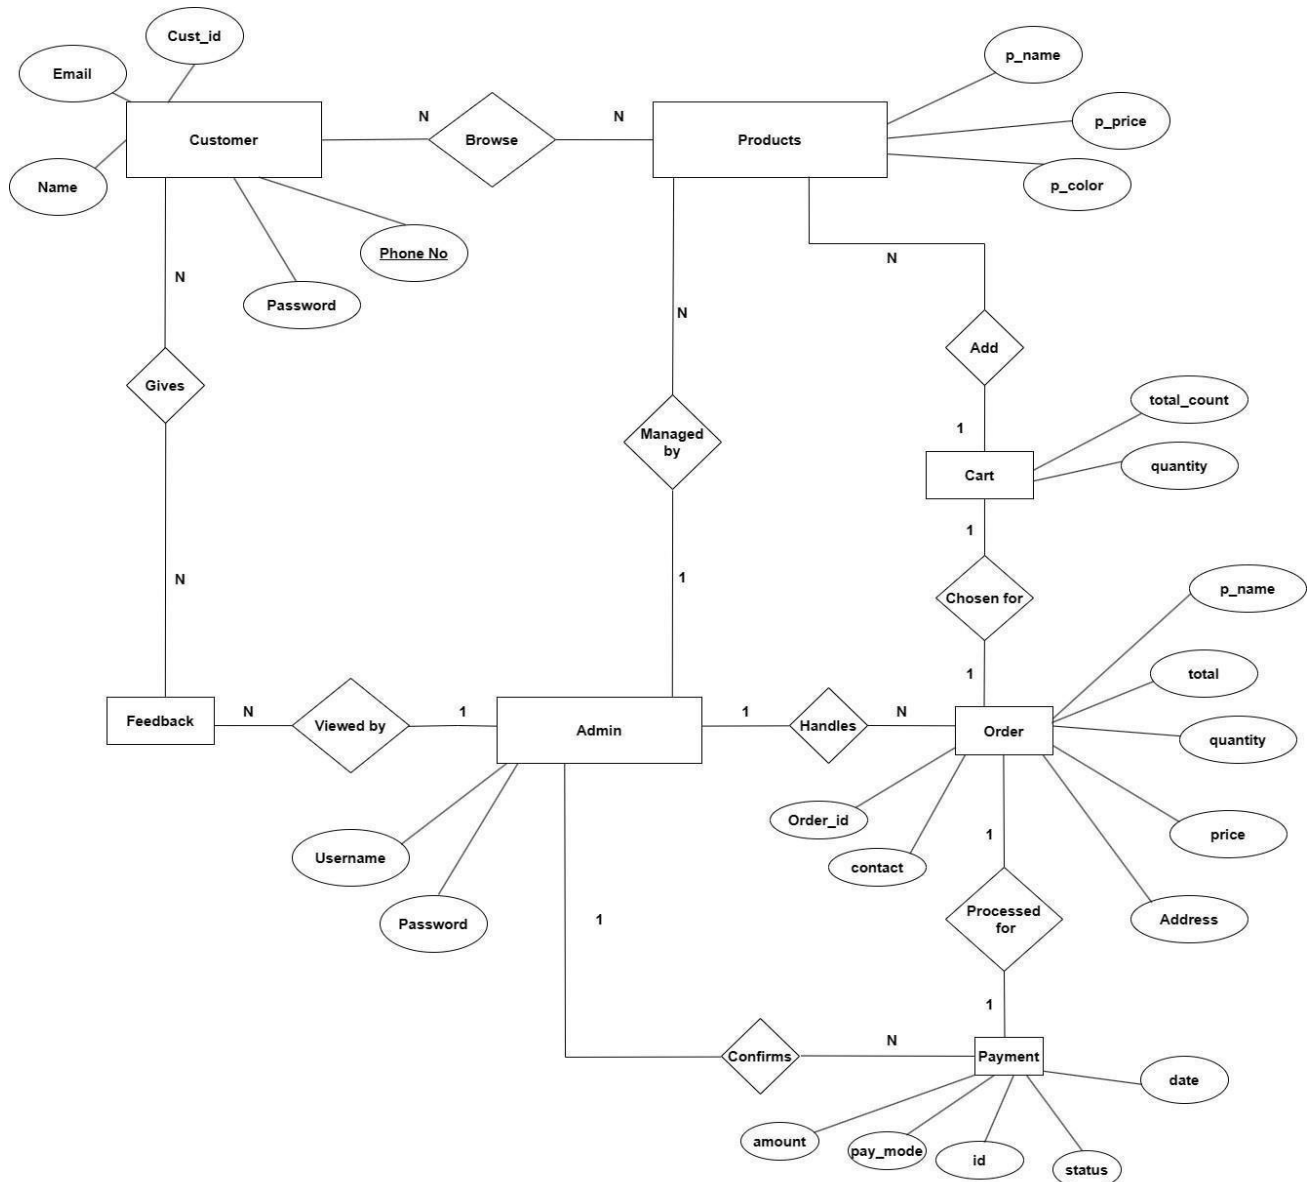 Cust_id
Email
p_name
Customer
N
Browse
N
Products
p_price
Name
p_color
Phone No
N
N
Password
N
Add
Gives
Managed
by
total_count
1
quantity
Cart
1
N
1
Chosen for
p_name
1
total
Feedback
N
Viewed by
1
Admin
1
Handles
N
Order
quantity
Order_id
1
price
Username
contact
Password
1
Processed
for
Address
1
N
Confirms
Payment
date
amount
pay_mode
id
status